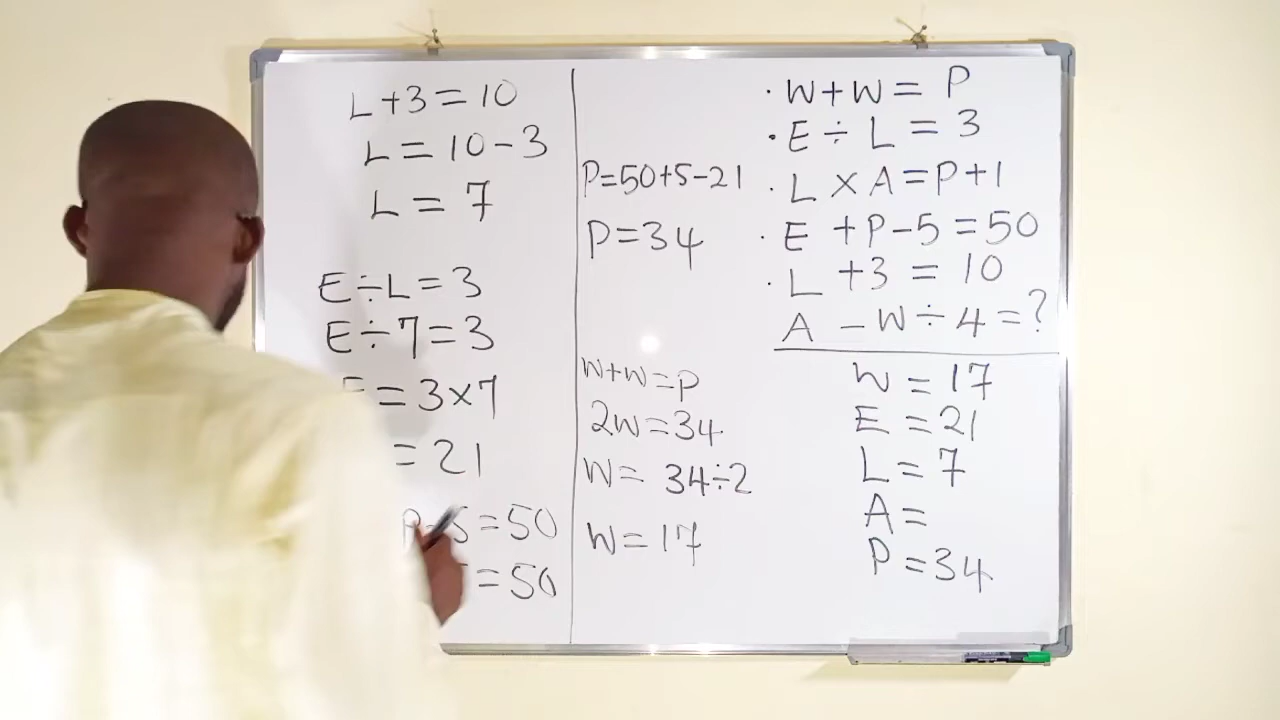 L+3=10
L=10-3
L=7
E÷L=3
E÷7=3
=3×7
=21
P-5=50
=50
P=50+5-21
P=34
W+W=P
2W=34
W=34÷2
W=17
· W+W=P
· E÷L=3
· L×A=P+1
· E+P-5=50
· L+3=10
A-W÷4=?
W=17
E=21
L=7
A=
P=34